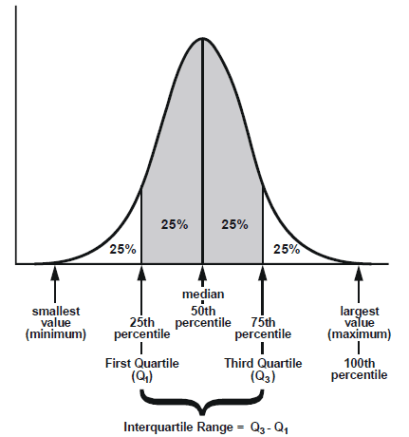 25%
25%
25%
25%
smallest
value
(minimum)
25th
percentile
First Quartile
(Q1)
median
50th
percentile
75th
percentile
Third Quartile
(Q3)
largest
value
(maximum)
100th
percentile
Interquartile Range = Q3 - Q1